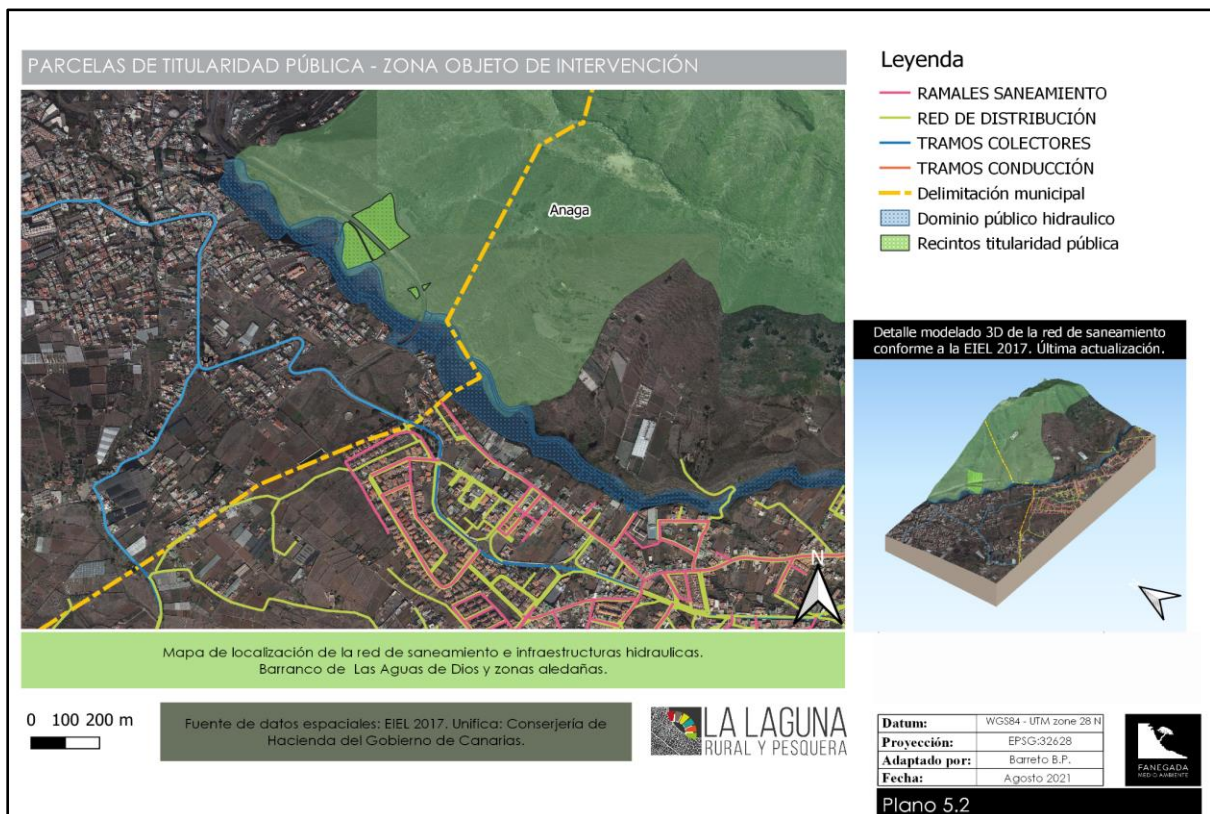 PARCELAS DE TITULARIDAD PÚBLICA - ZONA OBJETO DE INTERVENCIÓN
Anaga
N
Leyenda
RAMALES SANEAMIENTO
RED DE DISTRIBUCIÓN
TRAMOS COLECTORES
TRAMOS CONDUCCIÓN
Delimitación municipal
Dominio público hidraulico
Recintos titularidad pública
Detalle modelado 3D de la red de saneamiento
conforme a la EIEL 2017. Última actualización.
Mapa de localización de la red de saneamiento e infraestructuras hidraulicas.
Barranco de Las Aguas de Dios y zonas aledañas.
0 100 200 m
Fuente de datos espaciales: EIEL 2017. Unifica: Conserjería de
Hacienda del Gobierno de Canarias.
LA LAGUNA
RURAL Y PESQUERA
Datum: WGS84 - UTM zone 28 N
Proyección: EPSG:32628
Adaptado por: Barreto B.P.
Fecha: Agosto 2021
FANEGADA
MEDIO AMBIENTE
Plano 5.2